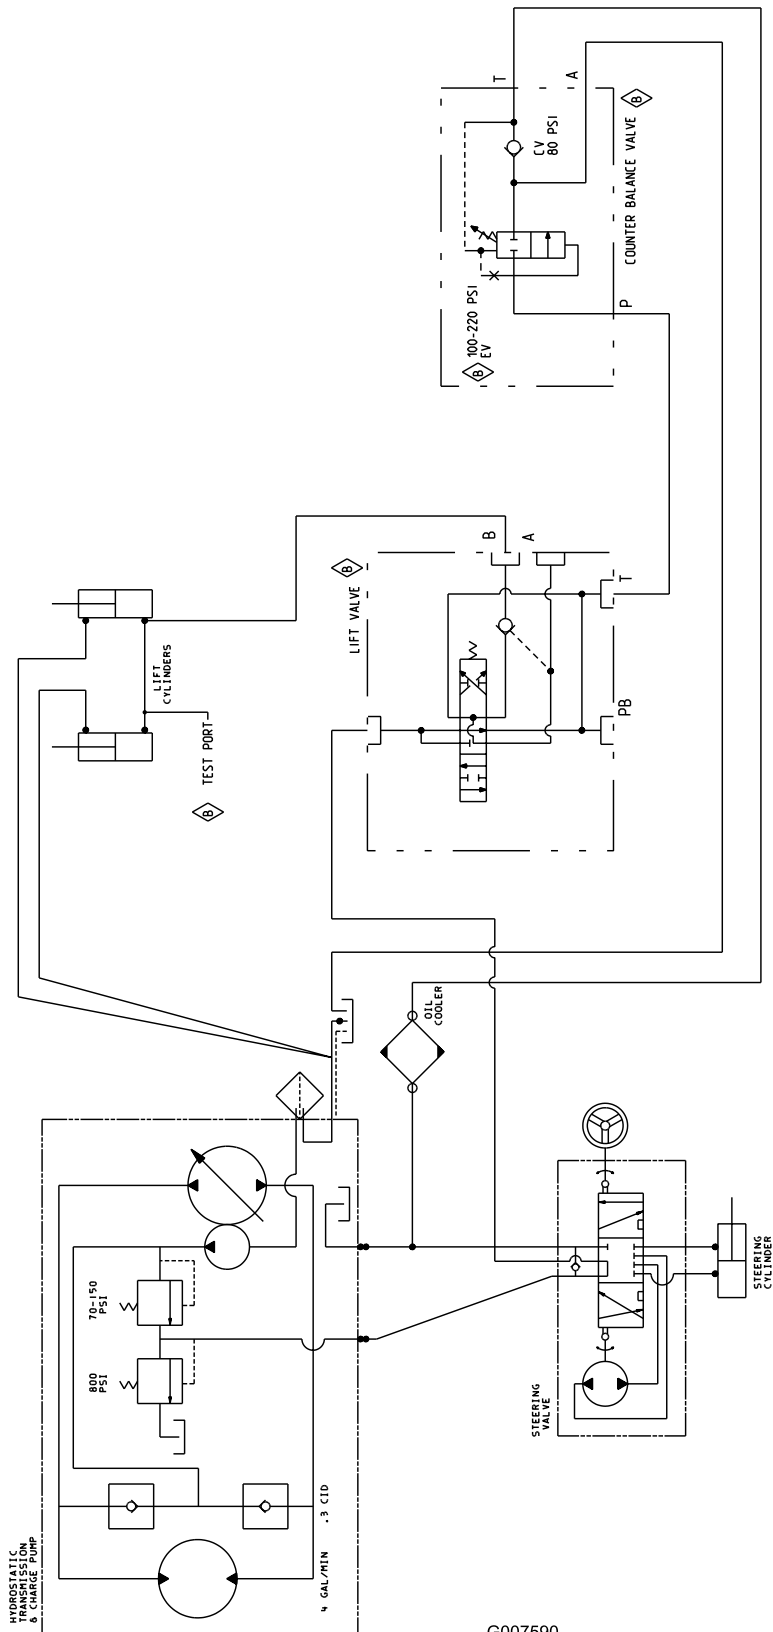 T
A
B
CV
80 PSI
COUNTER BALANCE VALVE
P
100-220 PSI
EV
B
B
A
B
LIFT VALVE
T
LIFT
CYLINDERS
PB
TEST PORT
B
OIL
COOLER
70-150
PSI
800
PSI
STEERING
CYLINDER
STEERING
VALVE
.3 CID
4 GAL/MIN
HYDROSTATIC
TRANSMISSION
& CHARGE PUMP
G007590